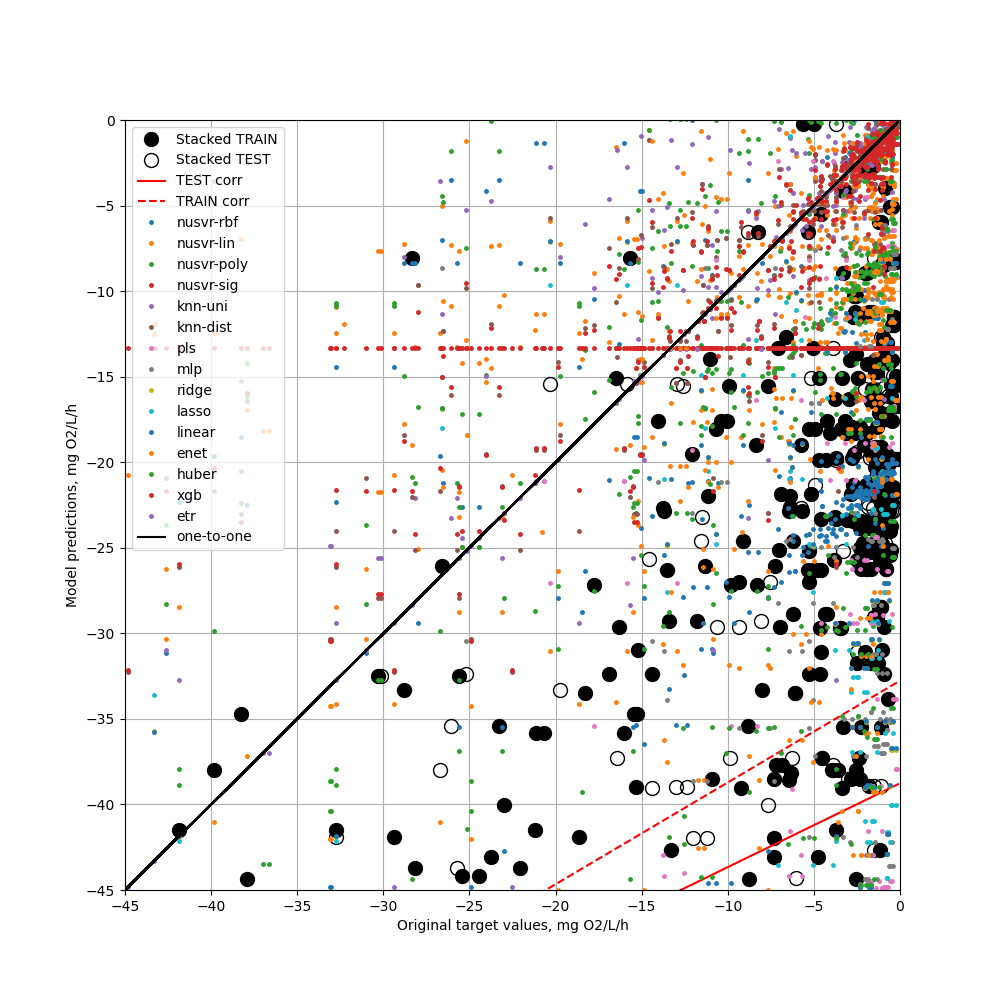 0
−5
−10
−15
−20
−25
−30
−35
−40
−45
Model predictions, mg O2/L/h
Stacked TRAIN
Stacked TEST
TEST corr
TRAIN corr
nusvr-rbf
nusvr-lin
nusvr-poly
nusvr-sig
knn-uni
knn-dist
pls
mlp
ridge
lasso
linear
enet
huber
xgb
etr
one-to-one
−45 −40 −35 −30 −25 −20 −15 −10 −5 0
Original target values, mg O2/L/h